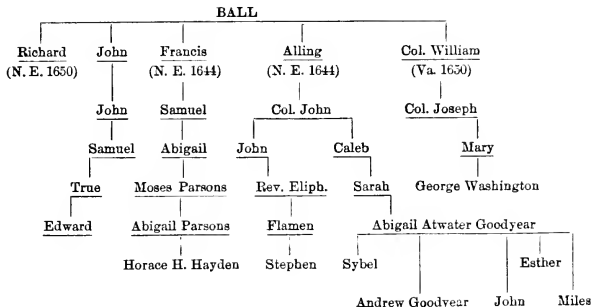 BALL
Richard John Francis Alling Col. William
(N. E. 1650) (N. E. 1644) (N. E. 1644) (Va. 1650)
John Samuel Col. John Col. Joseph
Samuel Abigail John Caleb Mary
True Moses Parsons Rev. Eliph. Sarah George Washington
Edward Abigail Parsons Flamen Abigail Atwater Goodyear
Horace H. Hayden Stephen Sybel Esther
Andrew Goodyear John Miles